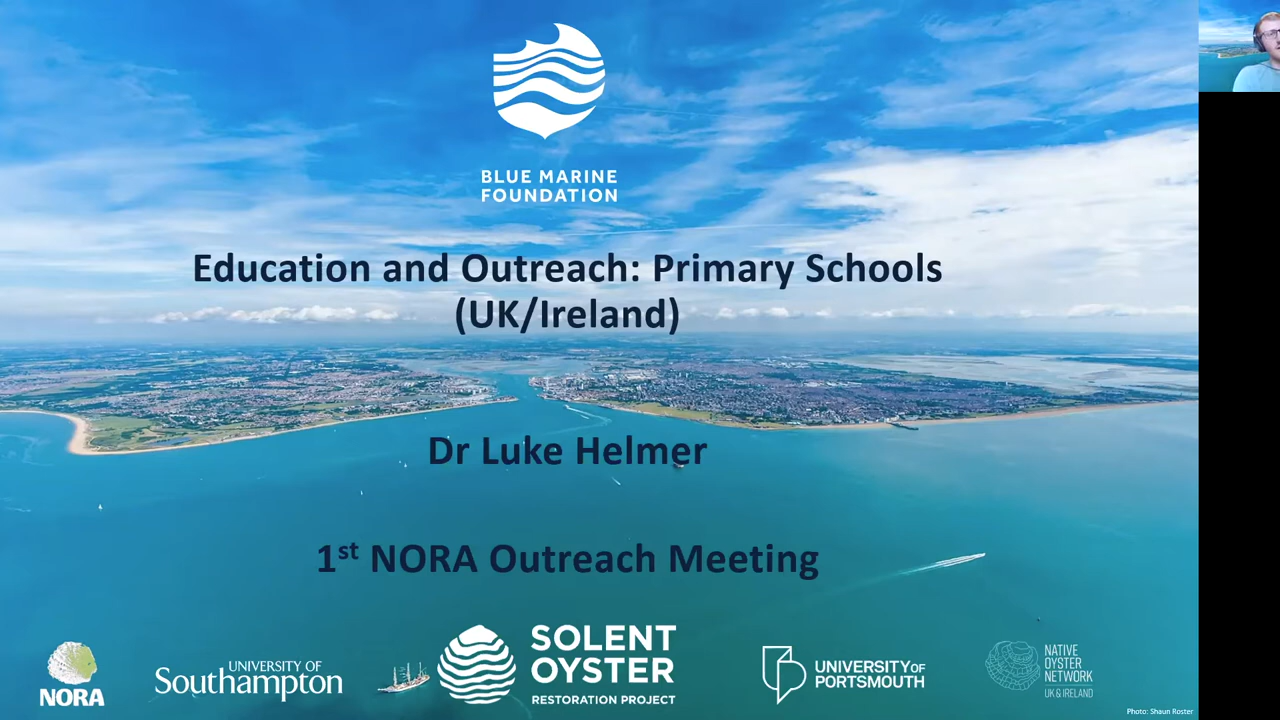 BLUE MARINE
FOUNDATION
Education and Outreach: Primary Schools
(UK/Ireland)
Dr Luke Helmer
1st NORA Outreach Meeting
NORA
UNIVERSITY OF
Southampton
SOLENT
OYSTER
RESTORATION PROJECT
UNIVERSITY OF
PORTSMOUTH
NATIVE
OYSTER
NETWORK
UK & IRELAND
Photo: Shaun Roster